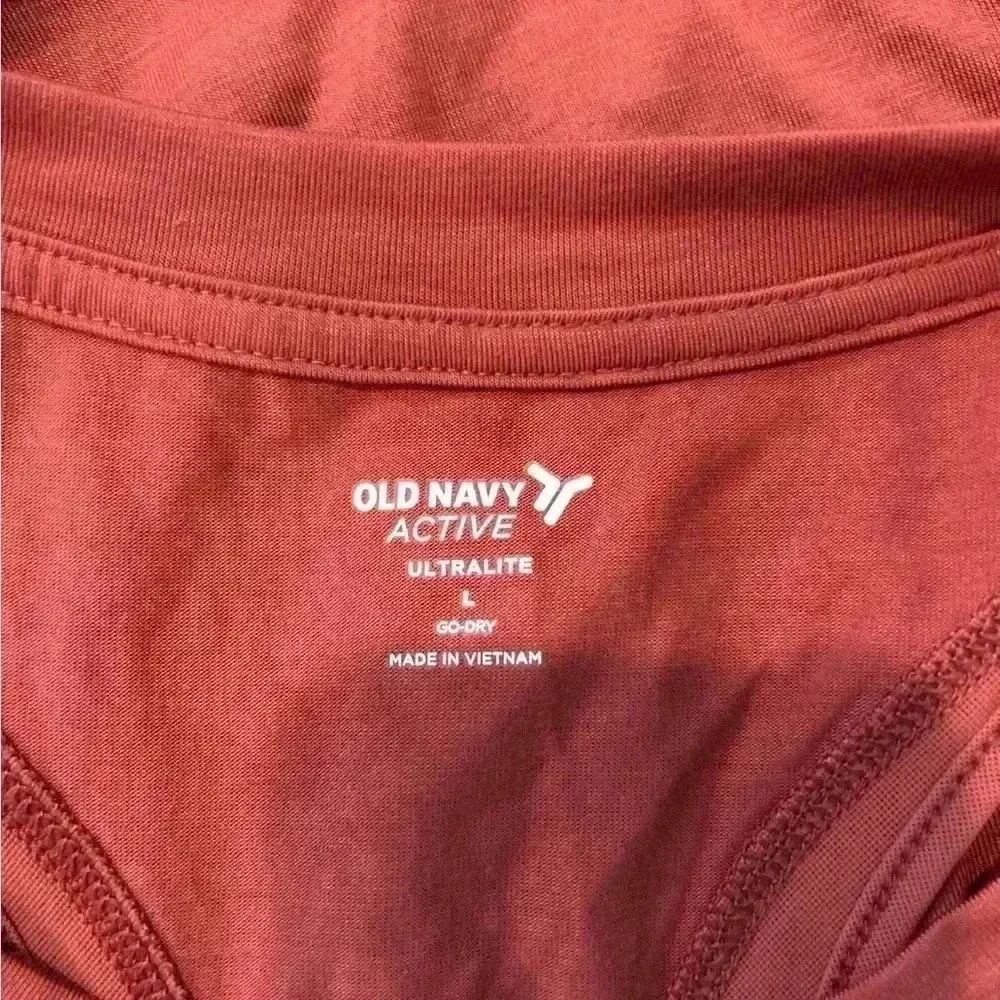 OLD NAVY
ACTIVE
ULTRALITE
L
GO-DRY
MADE IN VIETNAM